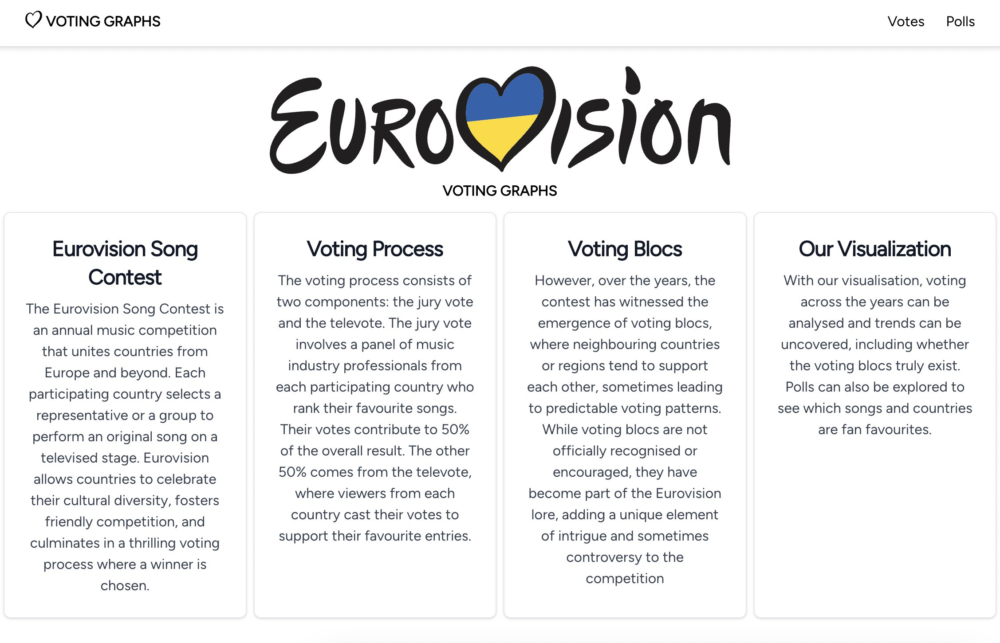 VOTING GRAPHS
Votes
Polls
EUROVISION
VOTING GRAPHS
Eurovision Song
Contest
The Eurovision Song Contest is
an annual music competition
that unites countries from
Europe and beyond. Each
participating country selects a
representative or a group to
perform an original song on a
televised stage. Eurovision
allows countries to celebrate
their cultural diversity, fosters
friendly competition, and
culminates in a thrilling voting
process where a winner is
chosen.
Voting Process
The voting process consists of
two components: the jury vote
and the televote. The jury vote
involves a panel of music
industry professionals from
each participating country who
rank their favourite songs.
Their votes contribute to 50%
of the overall result. The other
50% comes from the televote,
where viewers from each
country cast their votes to
support their favourite entries.
Voting Blocs
However, over the years, the
contest has witnessed the
emergence of voting blocs,
where neighbouring countries
or regions tend to support
each other, sometimes leading
to predictable voting patterns.
While voting blocs are not
officially recognised or
encouraged, they have
become part of the Eurovision
lore, adding a unique element
of intrigue and sometimes
controversy to the
competition
Our Visualization
With our visualisation, voting
across the years can be
analysed and trends can be
uncovered, including whether
the voting blocs truly exist.
Polls can also be explored to
see which songs and countries
are fan favourites.